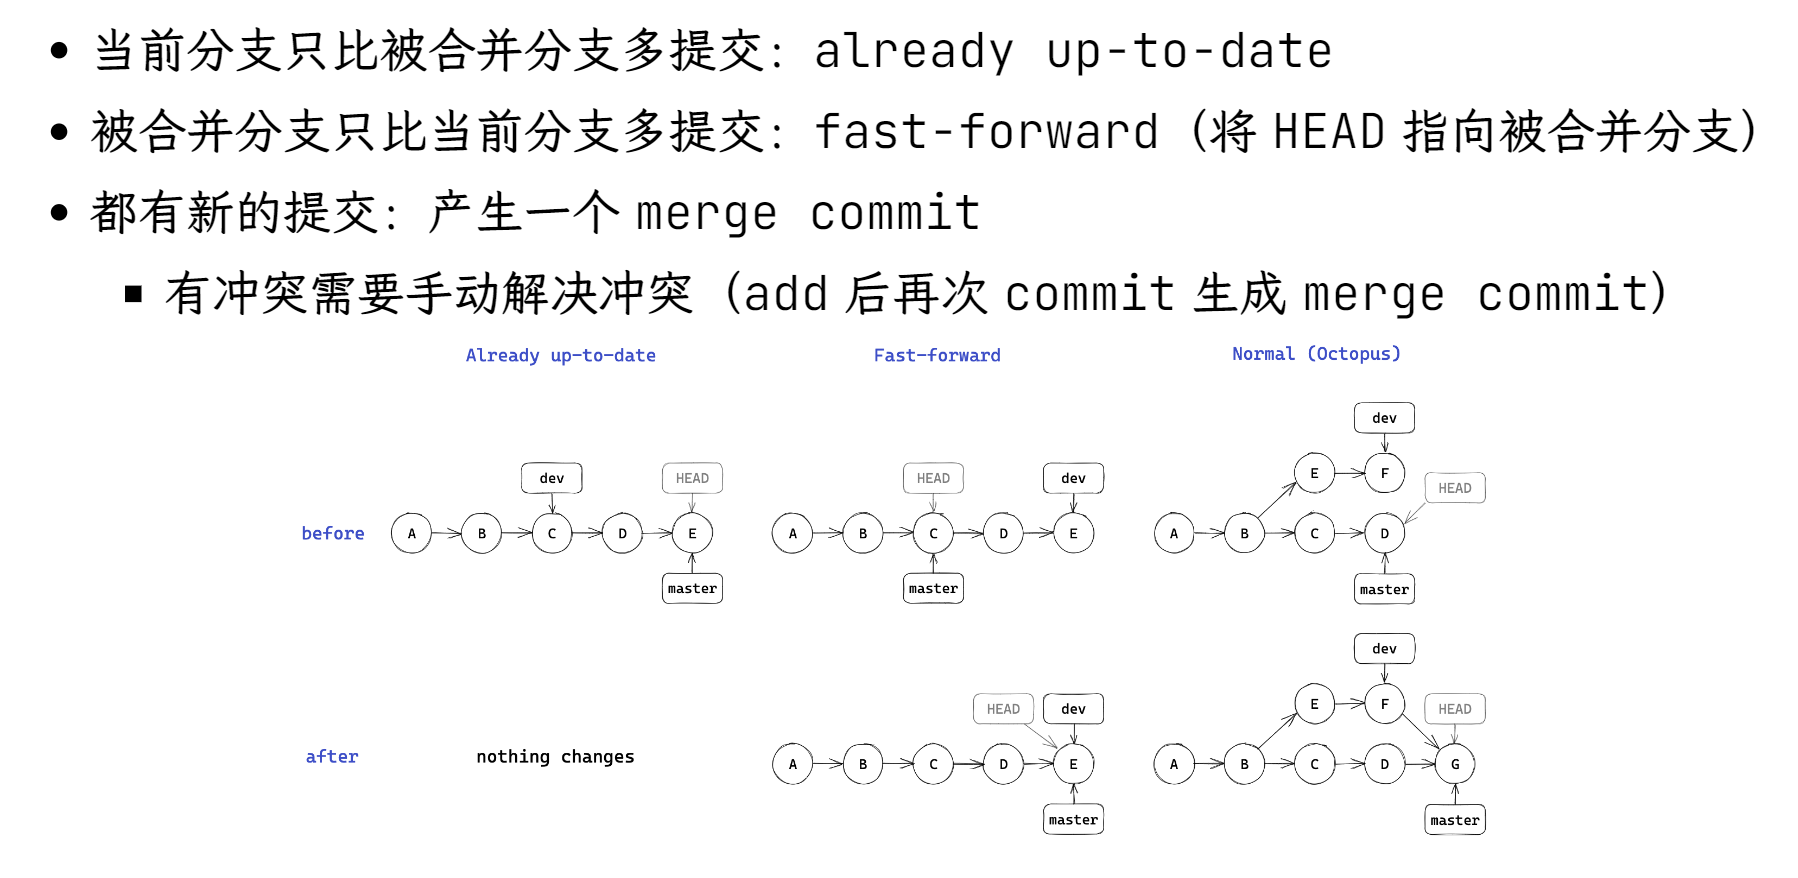 当前分支只比被合并分支多提交：already up-to-date
被合并分支只比当前分支多提交：fast-forward（将 HEAD 指向被合并分支）
都有新的提交：产生一个 merge commit
有冲突需要手动解决冲突（add 后再次 commit 生成 merge commit）
Already up-to-date Fast-forward Normal (Octopus)
dev
dev HEAD HEAD dev E F HEAD
before A B C D E A B C D E A B C D
master master master
dev
HEAD dev E F HEAD
after nothing changes A B C D E A B C D G
master master